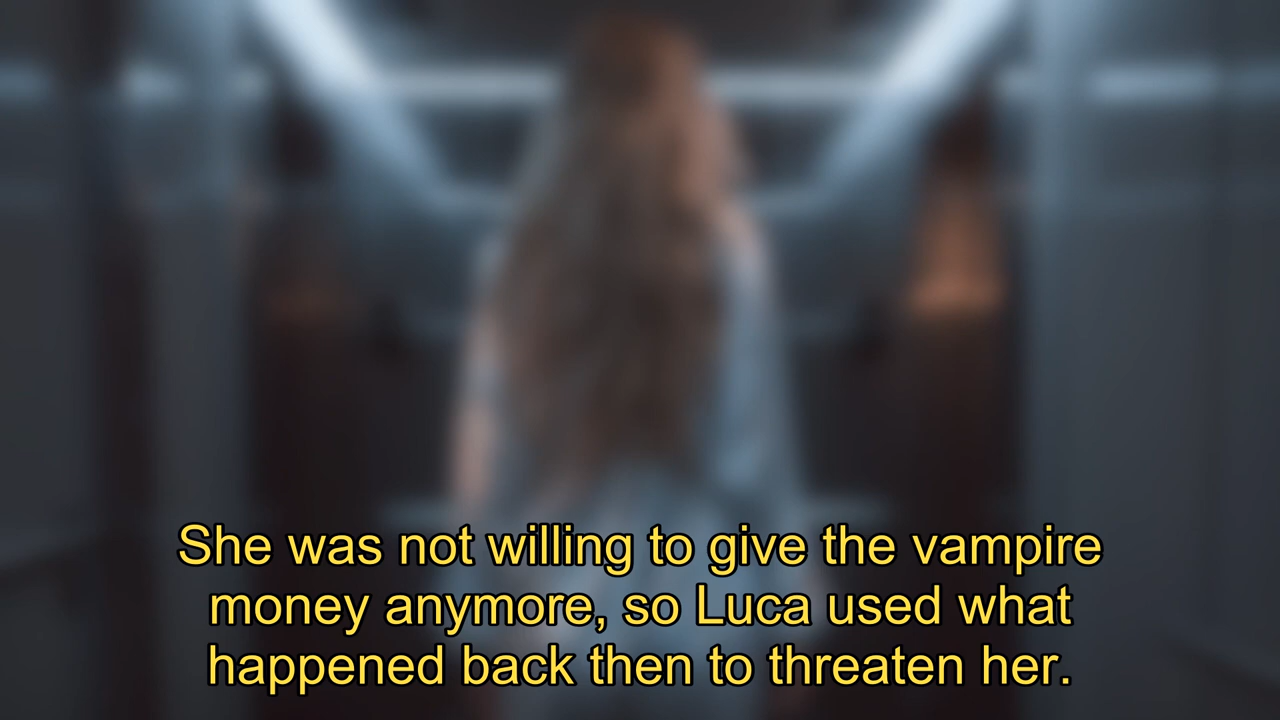 She was not willing to give the vampire
money anymore, so Luca used what
happened back then to threaten her.